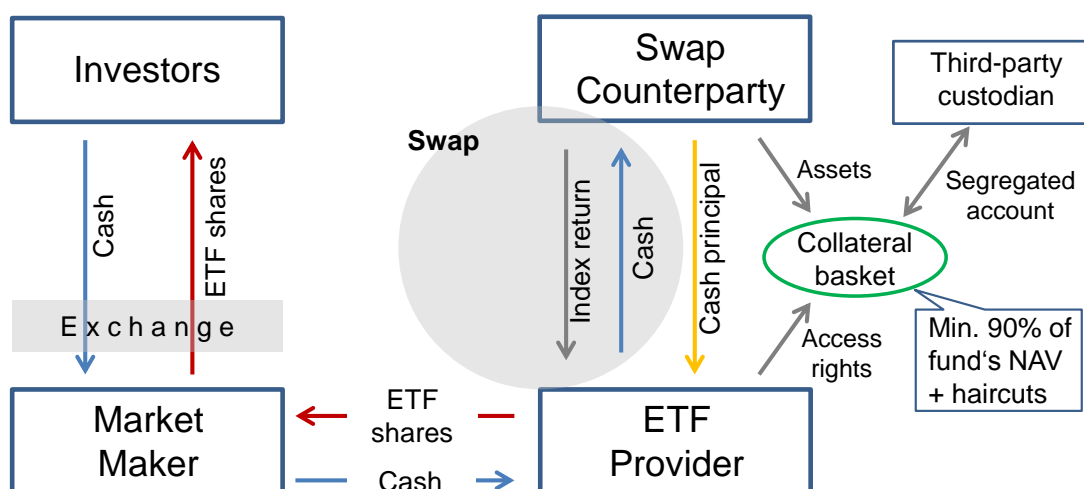 Investors
Swap
Counterparty
Third-party
custodian
Swap
Cash
ETF shares
Index return
Cash
Cash principal
Assets
Segregated
account
Collateral
basket
Exchange
Access
rights
Min. 90% of
fund‘s NAV
+ haircuts
Market
Maker
ETF
shares
Cash
ETF
Provider